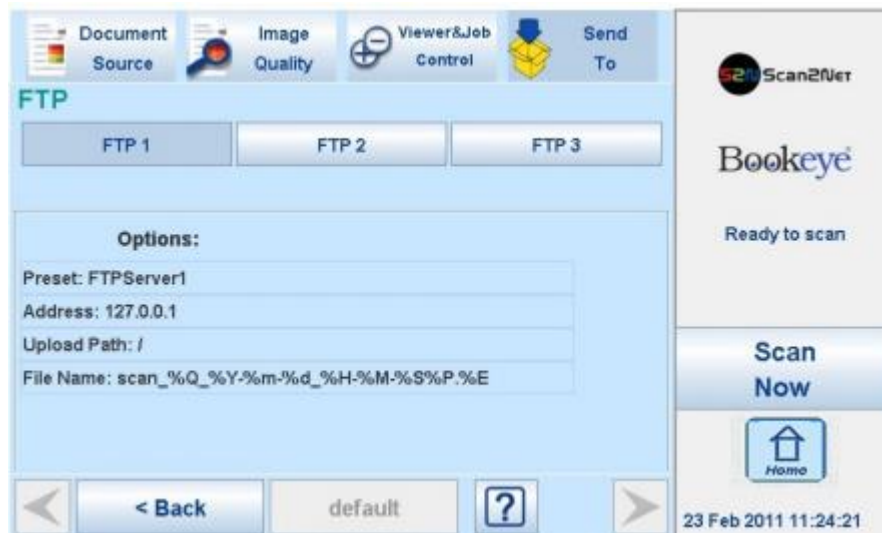 Document Source
Image Quality
Viewer&Job Control
Send To
FTP
FTP 1
FTP 2
FTP 3
Options:
Preset: FTPServer1
Address: 127.0.0.1
Upload Path: /
File Name: scan_%Q_%Y-%m-%d_%H-%M-%S%P.%E
< Back
default
?
S2N Scan2Net
Bookeye
Ready to scan
Scan
Now
Home
23 Feb 2011 11:24:21